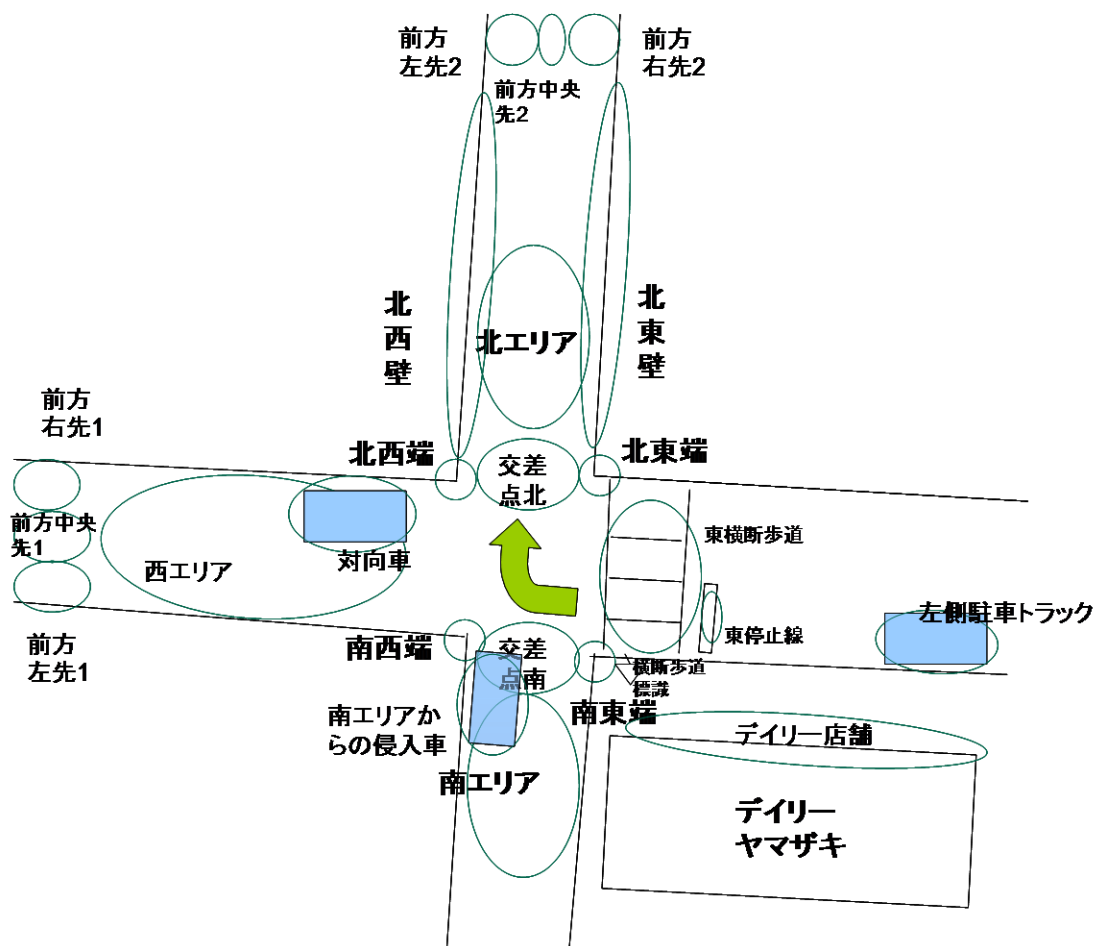 前方
左先2
前方
右先2
前方中央
先2
北
西
壁
北
東
壁
北エリア
前方
右先1
北西端
交差
点北
北東端
前方中央
先1
対向車
西エリア
東横断歩道
左側駐車トラック
東停止線
前方
左先1
南西端
交差
点南
横断歩道
標識
南東端
南エリアか
らの侵入車
南エリア
デイリー店舗
デイリー
ヤマザキ